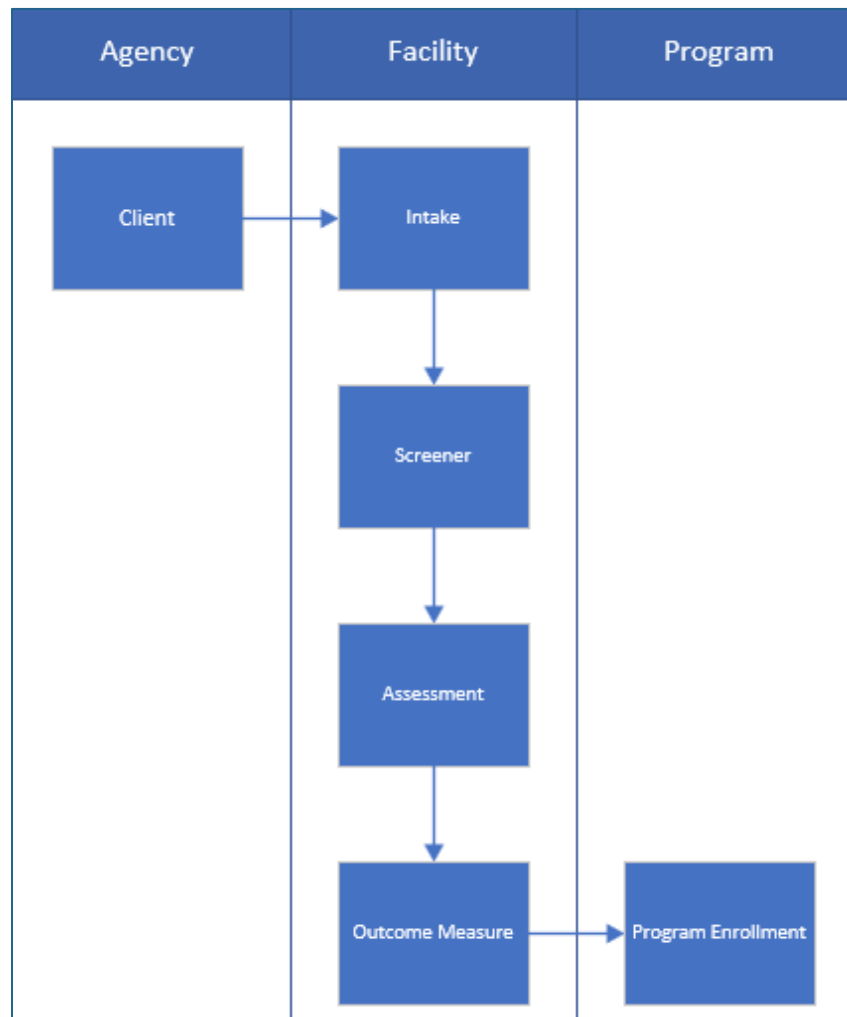 Agency
Facility
Program
Client
Intake
Screener
Assessment
Outcome Measure
Program Enrollment